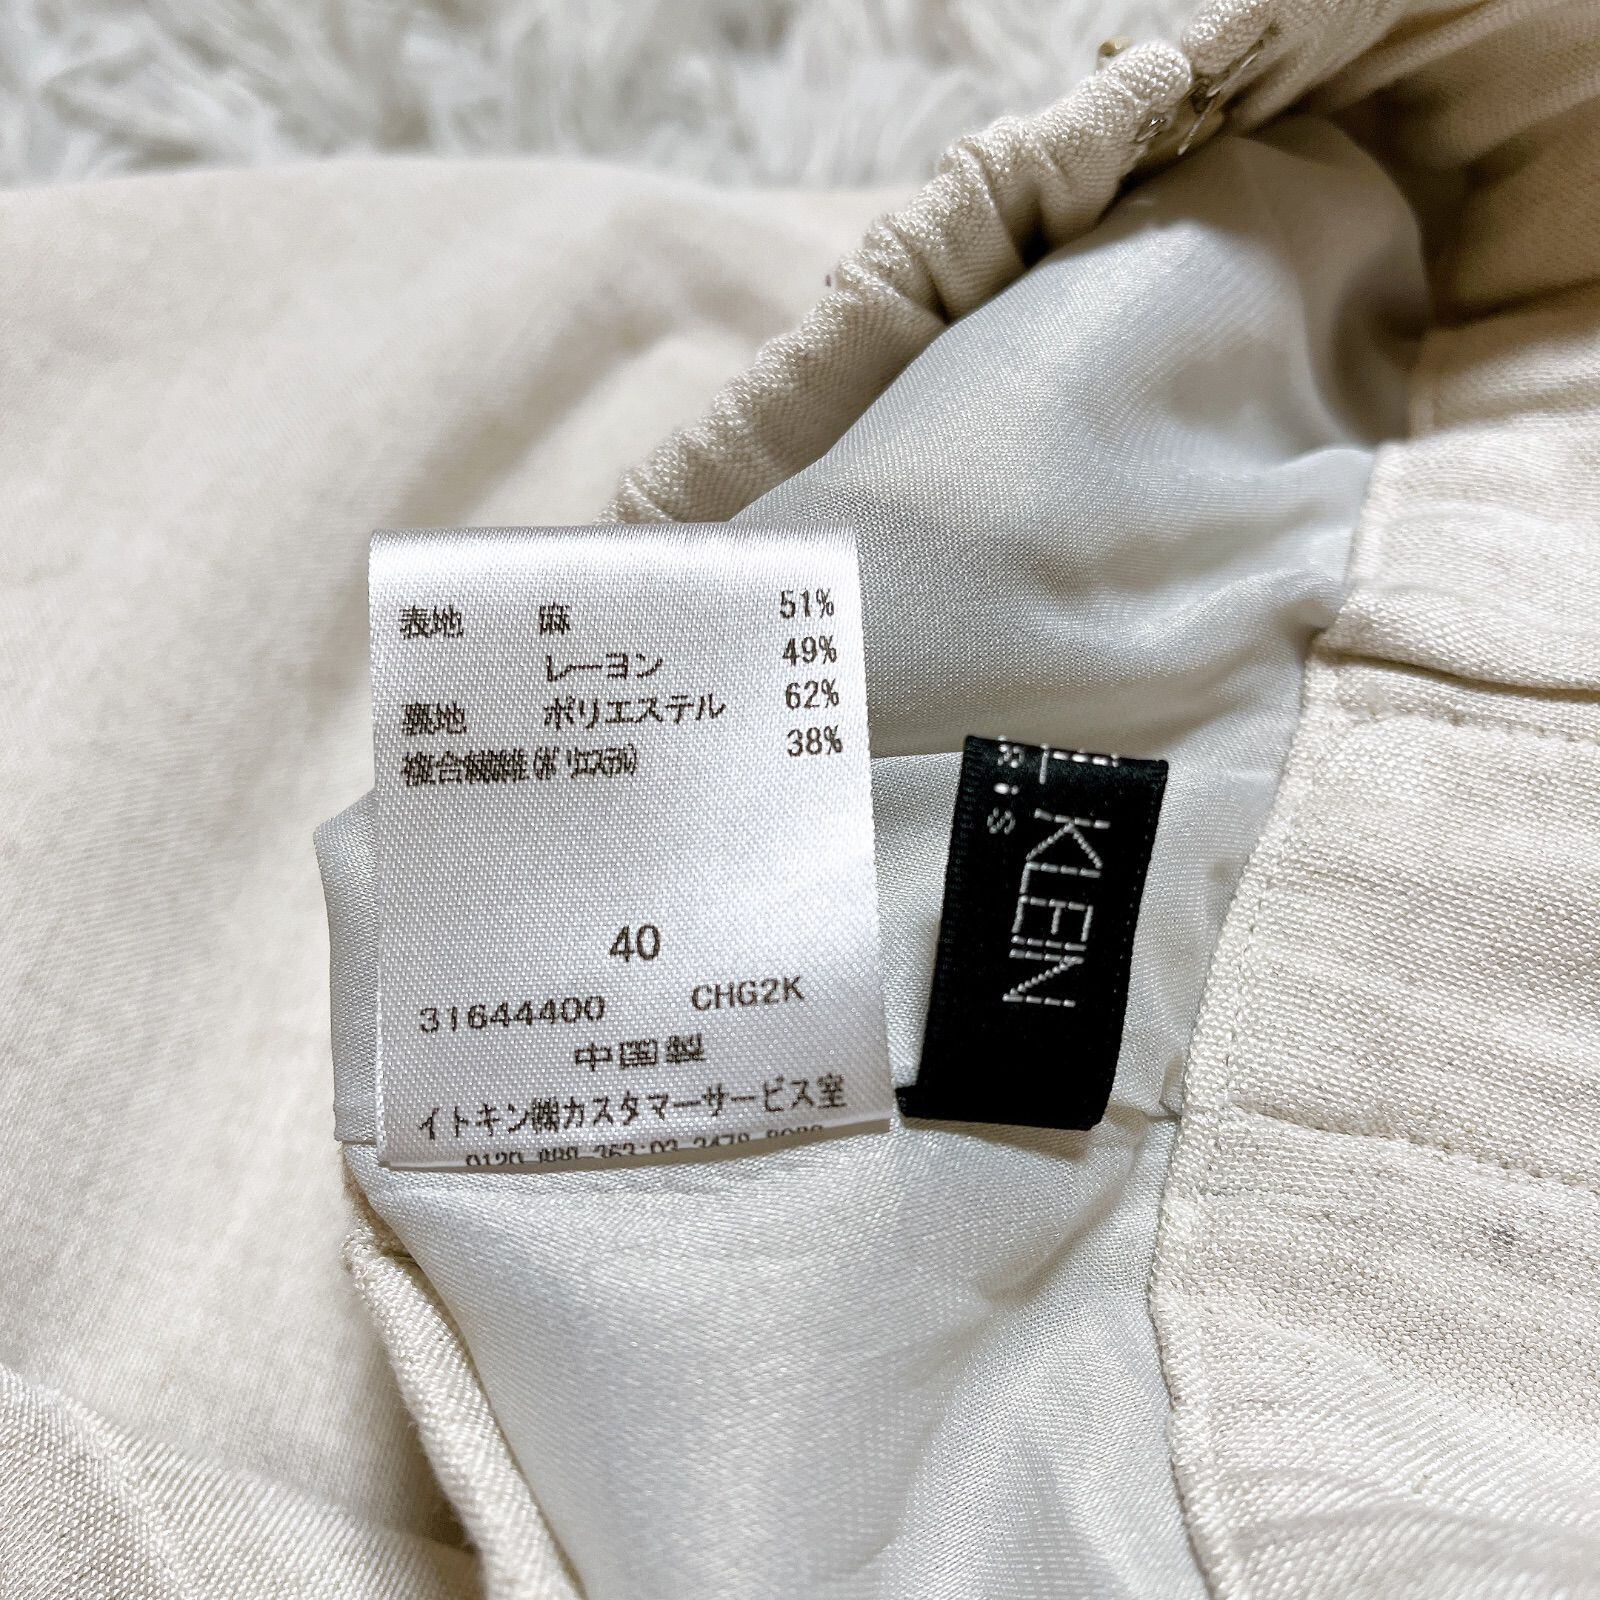 表地 麻 51%
レーヨン 49%
裏地 ポリエステル 62%
複合繊維(ポリエステル) 38%
40
31644400 CHG2K
中国製
イトキン㈱カスタマーサービス室
KLEIN